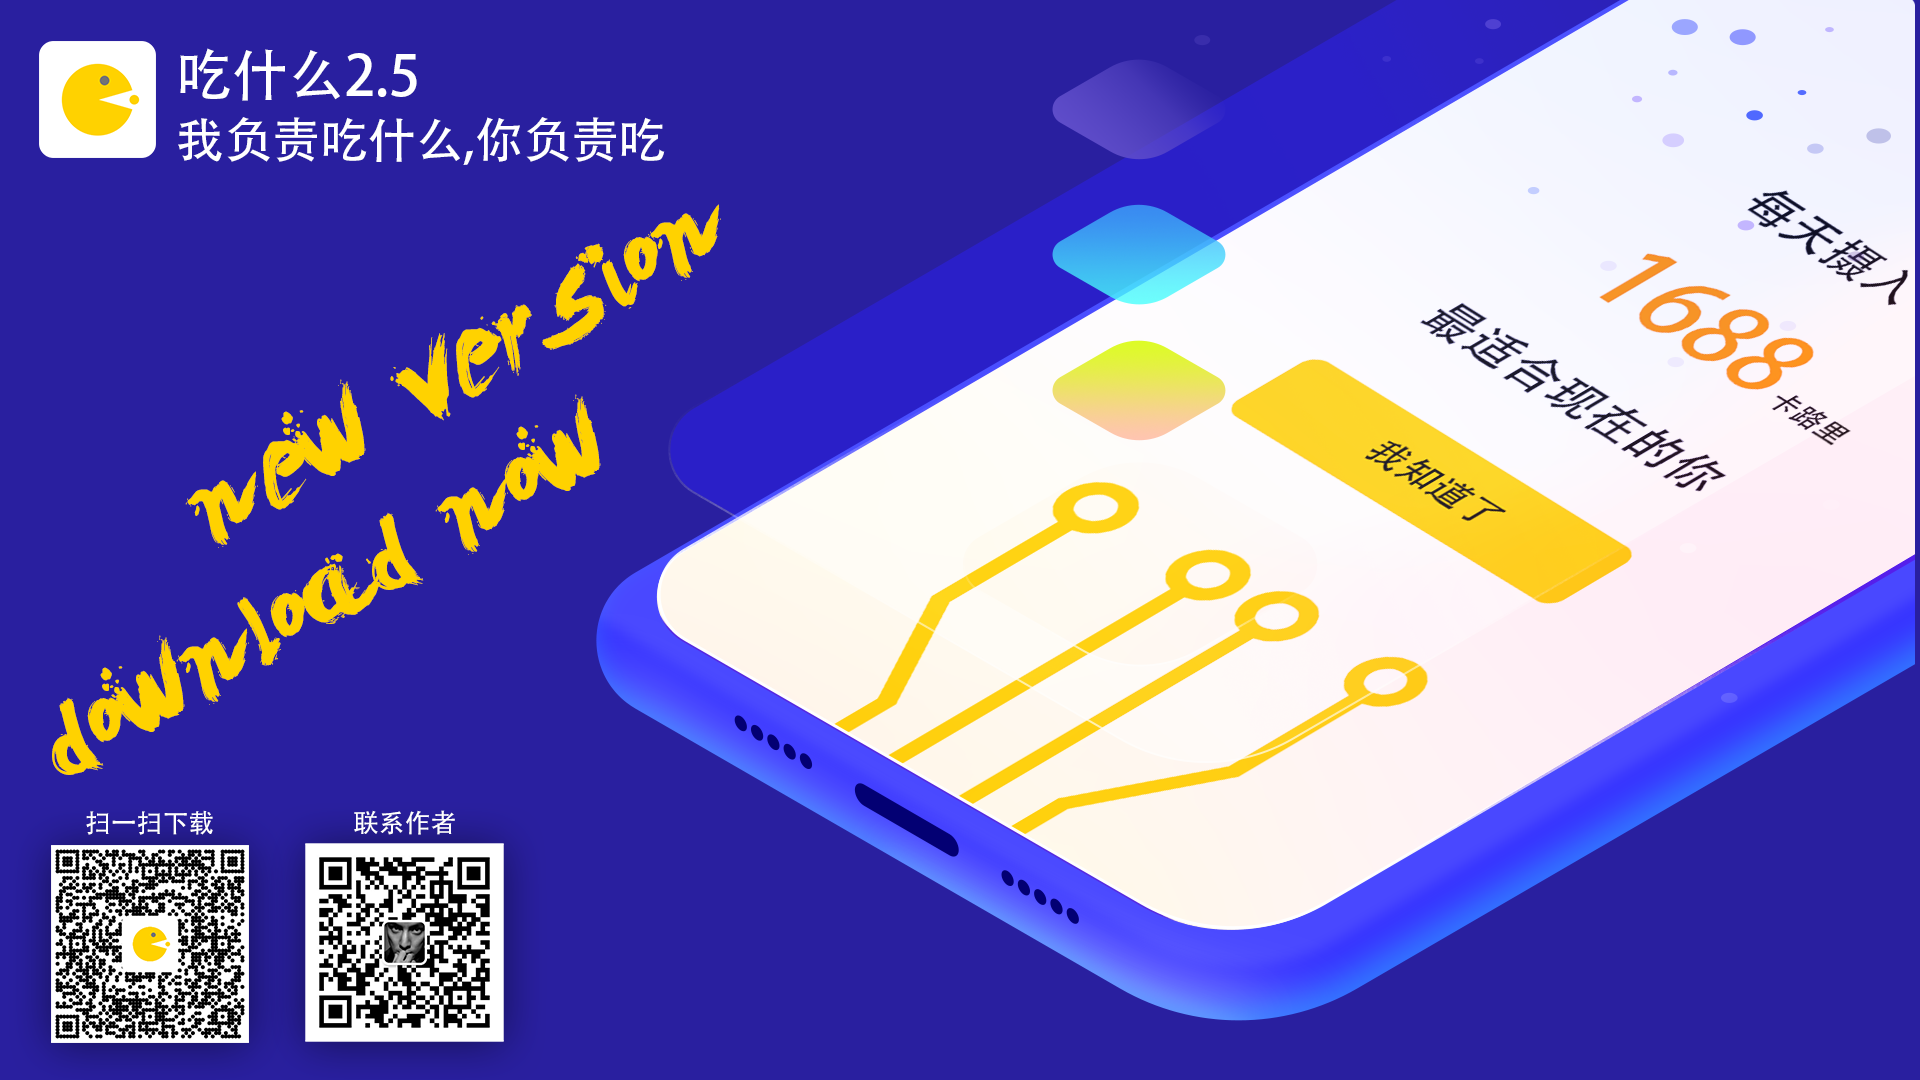 吃什么2.5
我负责吃什么,你负责吃
new version
download now
扫一扫下载
联系作者
每天摄入
1688
卡路里
最适合现在的你
我知道了